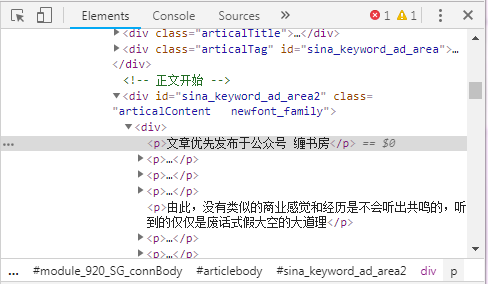 Elements Console Sources » 1 1
<div class="articalTitle">…</div>
<div class="articalTag" id="sina_keyword_ad_area">…
</div>
<!-- 正文开始 -->
<div id="sina_keyword_ad_area2" class=
"articalContent   newfont_family">
<div>
… <p>文章优先发布于公众号 缠书房</p> == $0
<p>…</p>
<p>…</p>
<p>…</p>
<p>由此，没有类似的商业感觉和经历是不会听出共鸣的，听
到的仅仅是废话式假大空的大道理</p>
<p>…</p>
<p>…</p>
… #module_920_SG_connBody #articlebody #sina_keyword_ad_area2 div p